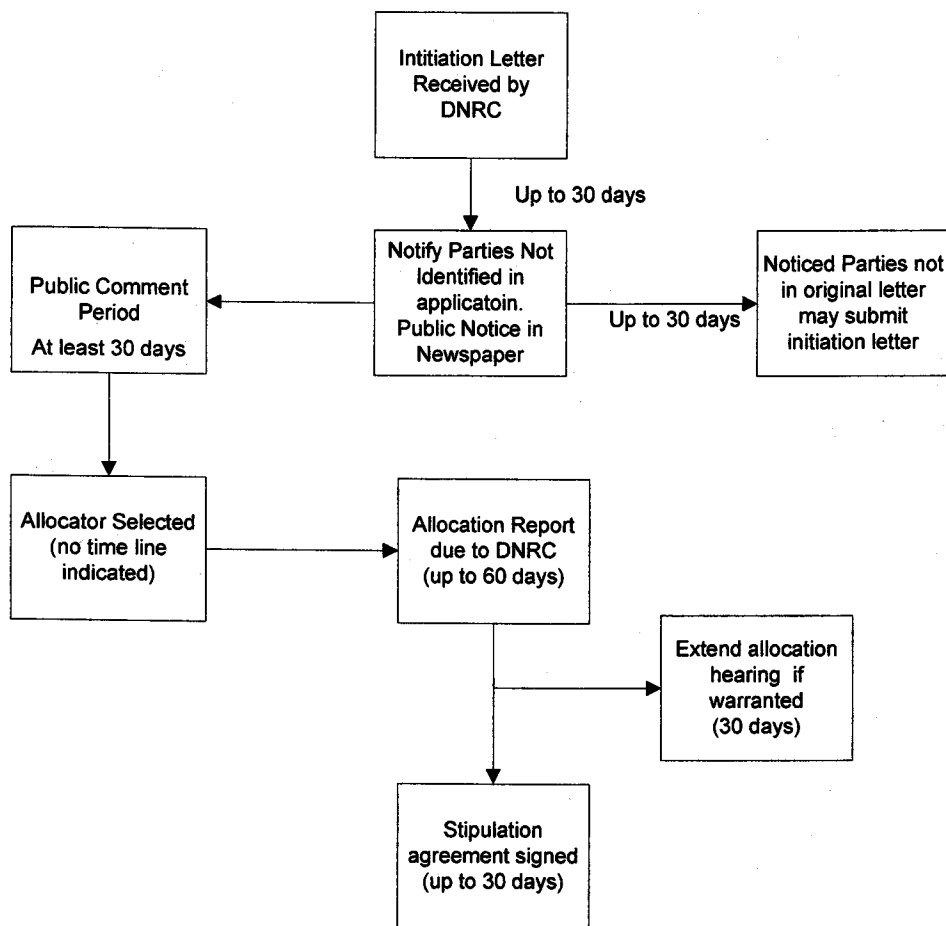 Intitiation Letter
Received by
DNRC
Up to 30 days
Public Comment
Period
At least 30 days
Notify Parties Not
Identified in
applicatoin.
Public Notice in
Newspaper
Up to 30 days
Noticed Parties not
in original letter
may submit
initiation letter
Allocator Selected
(no time line
indicated)
Allocation Report
due to DNRC
(up to 60 days)
Extend allocation
hearing if
warranted
(30 days)
Stipulation
agreement signed
(up to 30 days)